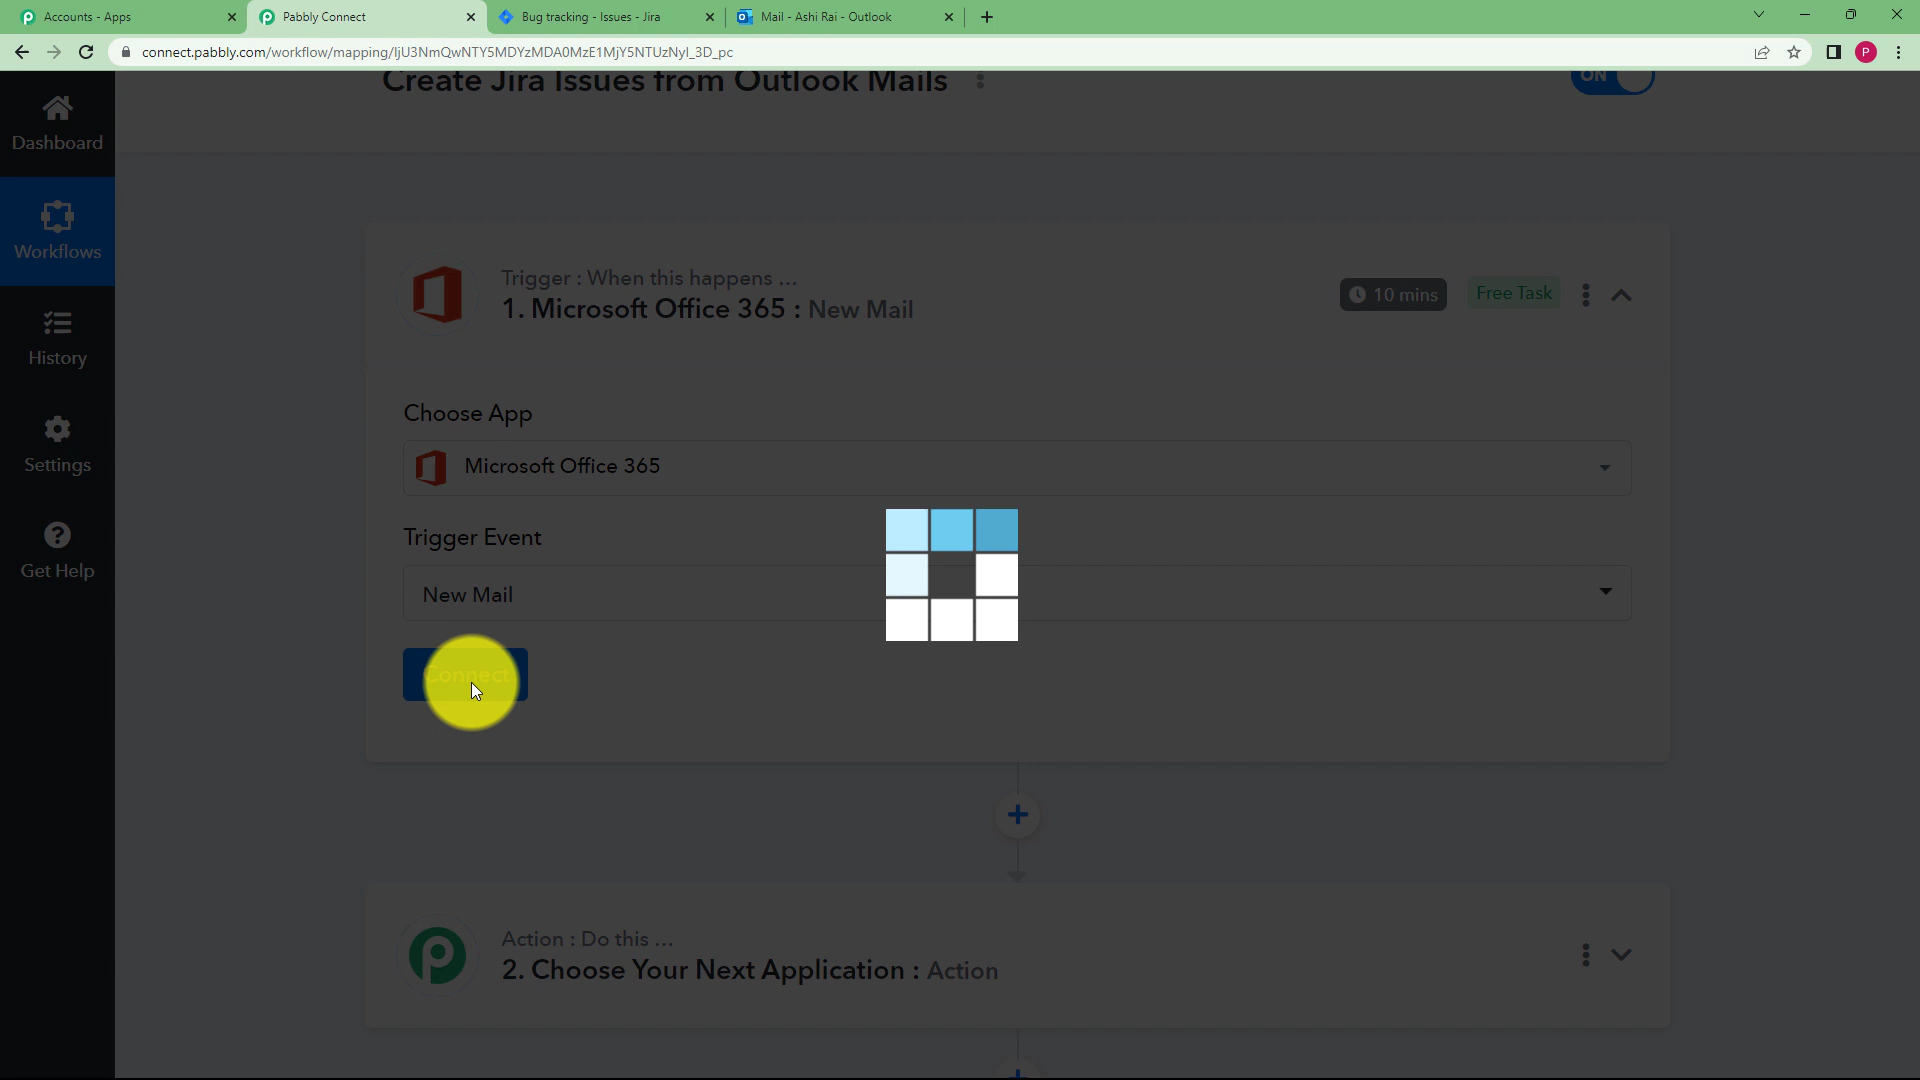 Accounts - Apps
Pabbly Connect
Bug tracking - Issues - Jira
Mail - Ashi Rai - Outlook
connect.pabbly.com/workflow/mapping/IjU3NmQwNTY5MDYzMDA0MzE1MjY5NTUzNyI_3D_pc
P
Create Jira Issues from Outlook Mails
ON
Dashboard
Workflows
History
Settings
Get Help
Trigger : When this happens ...
1. Microsoft Office 365 : New Mail
10 mins
Free Task
Choose App
Microsoft Office 365
Trigger Event
New Mail
Connect
Action : Do this ...
2. Choose Your Next Application : Action